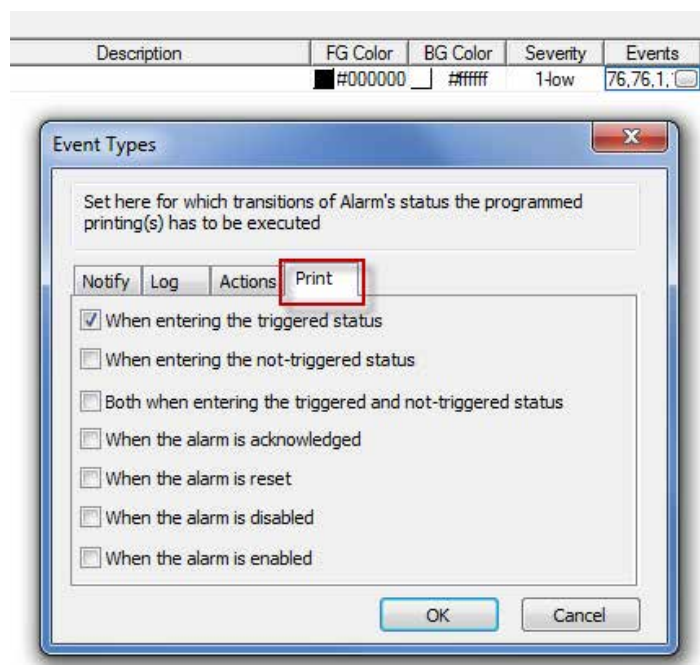 Description FG Color BG Color Severity Events
#000000 #ffffff 1-low 76,76,1,
Event Types
Set here for which transitions of Alarm's status the programmed
printing(s) has to be executed
Notify Log Actions Print
When entering the triggered status
When entering the not-triggered status
Both when entering the triggered and not-triggered status
When the alarm is acknowledged
When the alarm is reset
When the alarm is disabled
When the alarm is enabled
OK Cancel